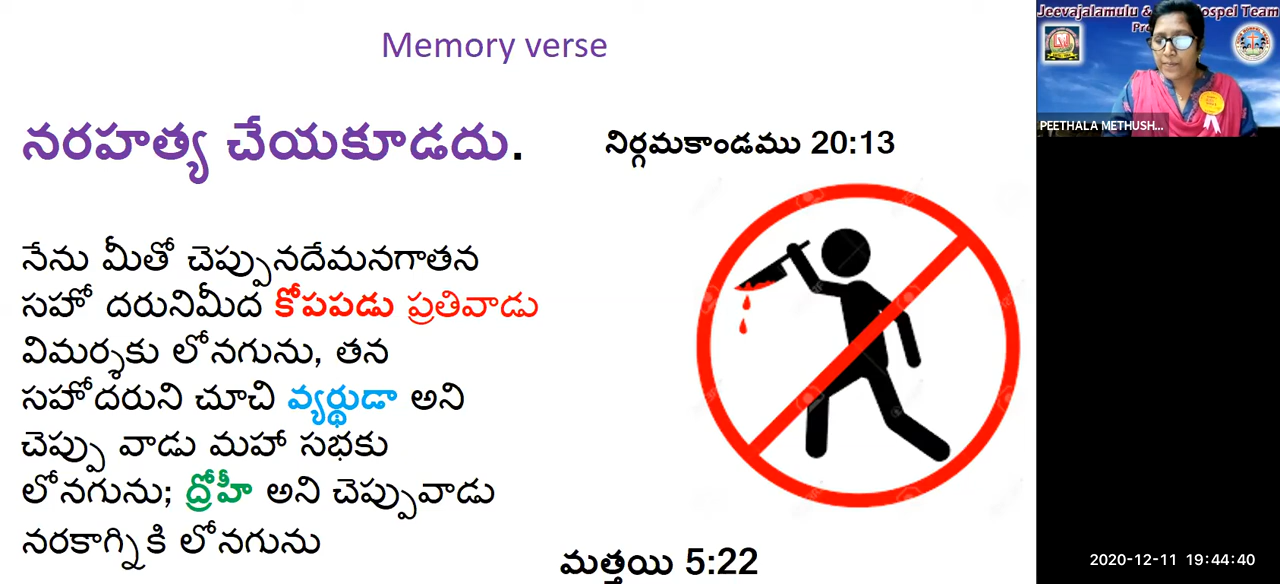 Memory verse
నరహత్య చేయకూడదు.
నిర్గమకాండము 20:13
నేను మీతో చెప్పునదేమనగాతన
సహో దరునిమీద కోపపడు ప్రతివాడు
విమర్శకు లోనగును, తన
సహోదరుని చూచి వ్యర్థుడా అని
చెప్పు వాడు మహా సభకు
లోనగును; ద్రోహీ అని చెప్పువాడు
నరకాగ్నికి లోనగును
మత్తయి 5:22
Jeevajalamulu &
ospel Team
PEETHALA METHUSH...
2020-12-11 19:44:40